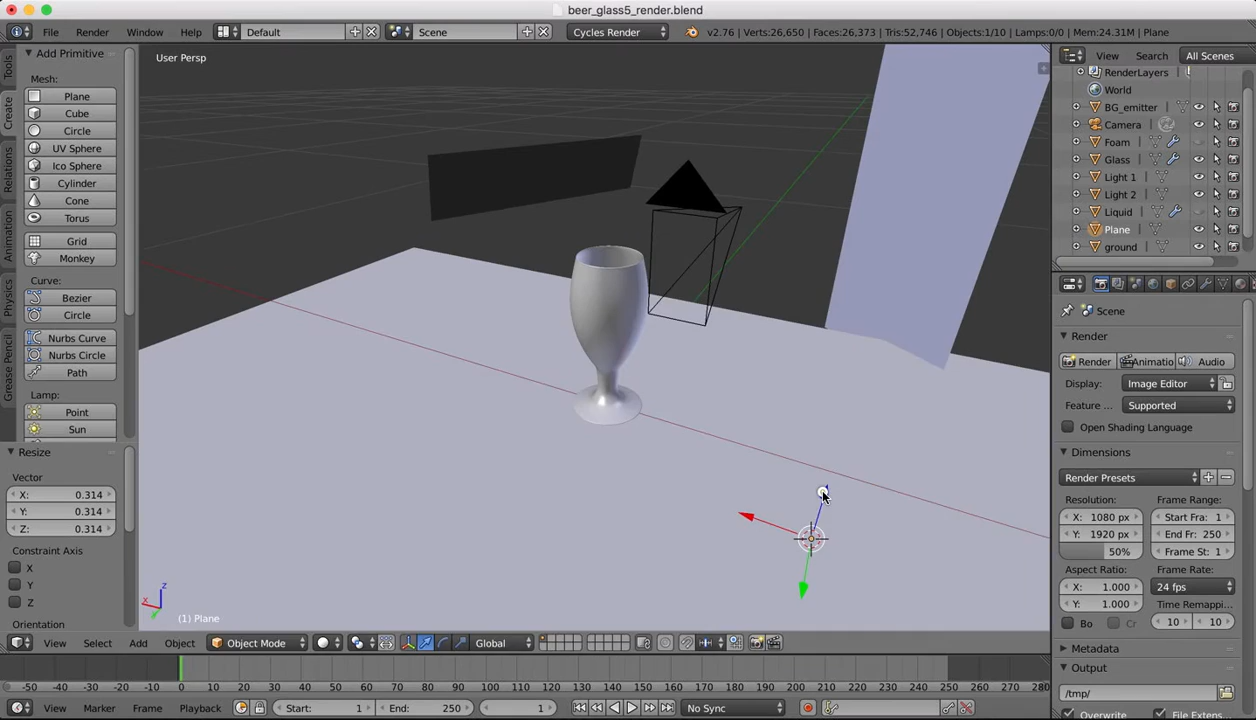 beer_glass5_render.blend
File Render Window Help Default Scene Cycles Render v2.76 | Verts:26,650 | Faces:26,373 | Tris:52,746 | Objects:1/10 | Lamps:0/0 | Mem:24.31M | Plane
Tools
Create
Relations
Animation
Physics
Grease Pencil
Add Primitive
Mesh:
Plane
Cube
Circle
UV Sphere
Ico Sphere
Cylinder
Cone
Torus
Grid
Monkey
Curve:
Bezier
Circle
Nurbs Curve
Nurbs Circle
Path
Lamp:
Point
Sun
Resize
Vector
X: 0.314
Y: 0.314
Z: 0.314
Constraint Axis
X
Y
Z
Orientation
User Persp
z
x
(1) Plane
View Select Add Object Object Mode Global
-50 -40 -30 -20 -10 0 10 20 30 40 50 60 70 80 90 100 110 120 130 140 150 160 170 180 190 200 210 220 230 240 250 260 270 280
View Marker Frame Playback Start: 1 End: 250 1 No Sync
View Search All Scenes
RenderLayers
World
BG_emitter
Camera
Foam
Glass
Light 1
Light 2
Liquid
Plane
ground
Scene
Render
Render Animatio Audio
Display: Image Editor
Feature ... Supported
Open Shading Language
Dimensions
Render Presets
Resolution: Frame Range:
X: 1080 px Start Fra: 1
Y: 1920 px End Fr: 250
50% Frame St: 1
Aspect Ratio: Frame Rate:
X: 1.000 24 fps
Y: 1.000 Time Remappi...
Bo Cr 10 10
Metadata
Output
/tmp/
Overwrite File Exten